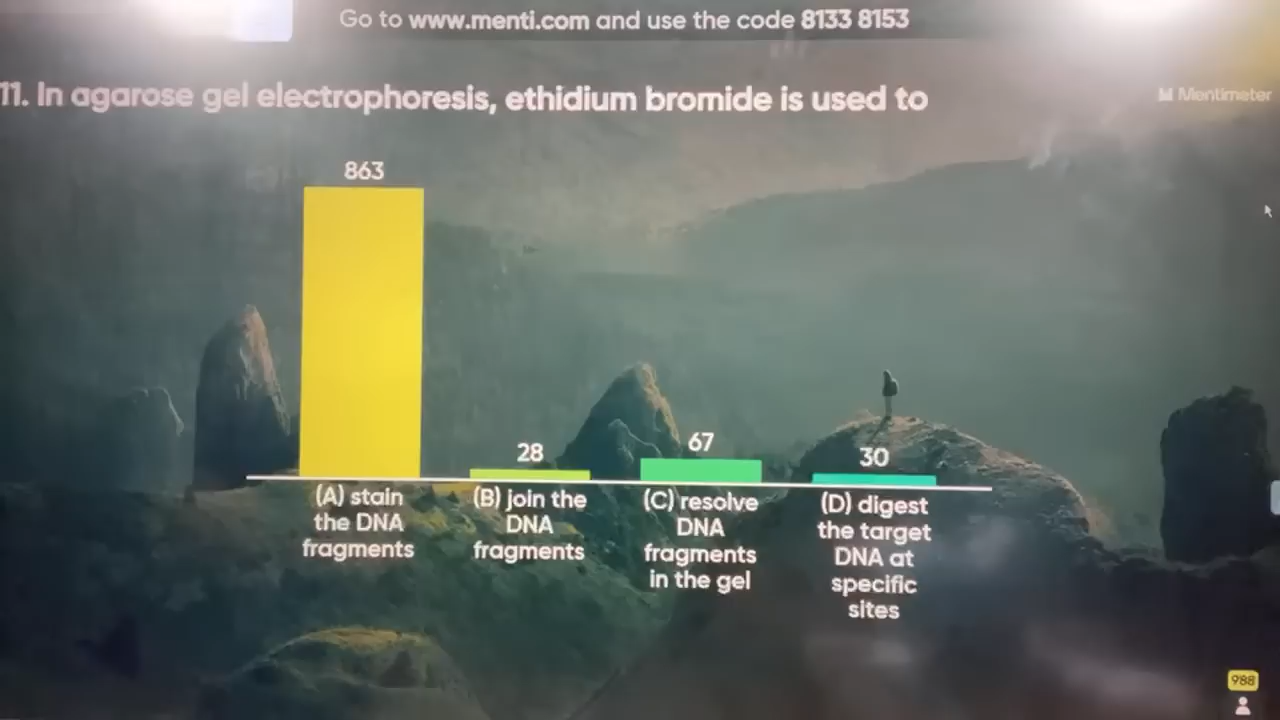 Go to www.menti.com and use the code 8133 8153
11. In agarose gel electrophoresis, ethidium bromide is used to
Mentimeter
863
28
67
30
(A) stain
the DNA
fragments
(B) join the
DNA
fragments
(C) resolve
DNA
fragments
in the gel
(D) digest
the target
DNA at
specific
sites
988